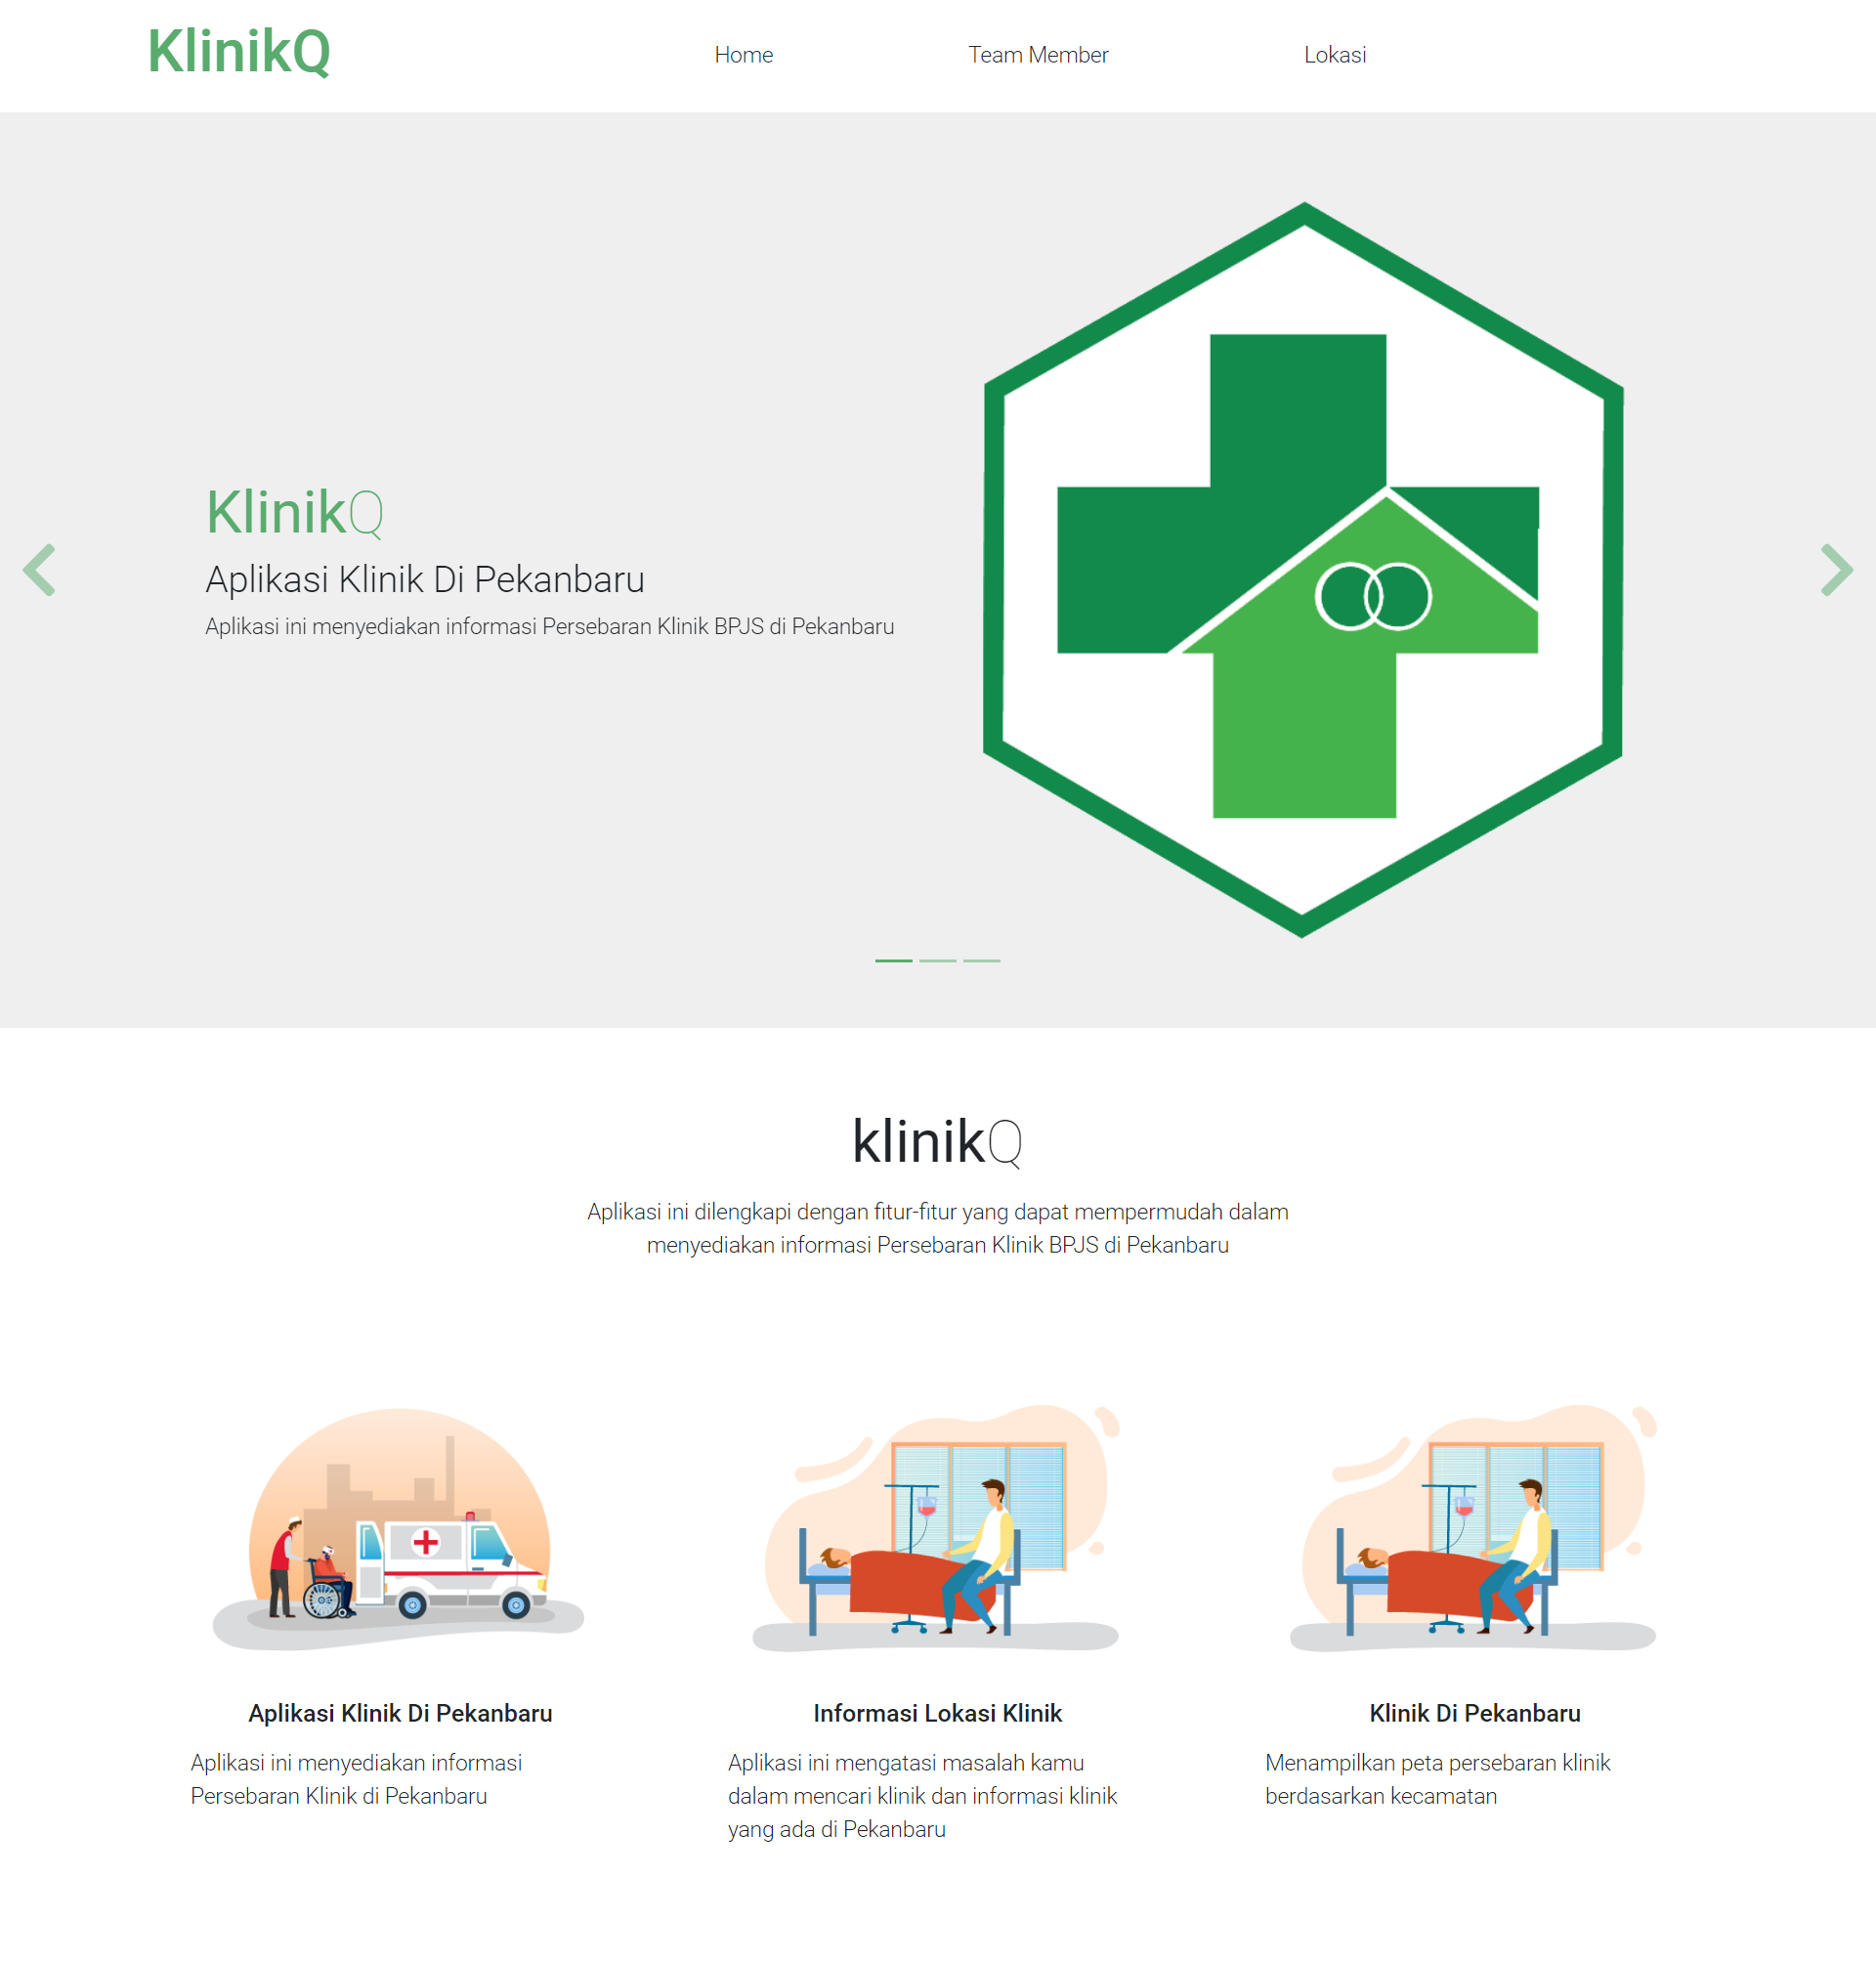 KlinikQ
Home
Team Member
Lokasi
KlinikQ
Aplikasi Klinik Di Pekanbaru
Aplikasi ini menyediakan informasi Persebaran Klinik BPJS di Pekanbaru
klinikQ
Aplikasi ini dilengkapi dengan fitur-fitur yang dapat mempermudah dalam
menyediakan informasi Persebaran Klinik BPJS di Pekanbaru
Aplikasi Klinik Di Pekanbaru
Aplikasi ini menyediakan informasi
Persebaran Klinik di Pekanbaru
Informasi Lokasi Klinik
Aplikasi ini mengatasi masalah kamu
dalam mencari klinik dan informasi klinik
yang ada di Pekanbaru
Klinik Di Pekanbaru
Menampilkan peta persebaran klinik
berdasarkan kecamatan